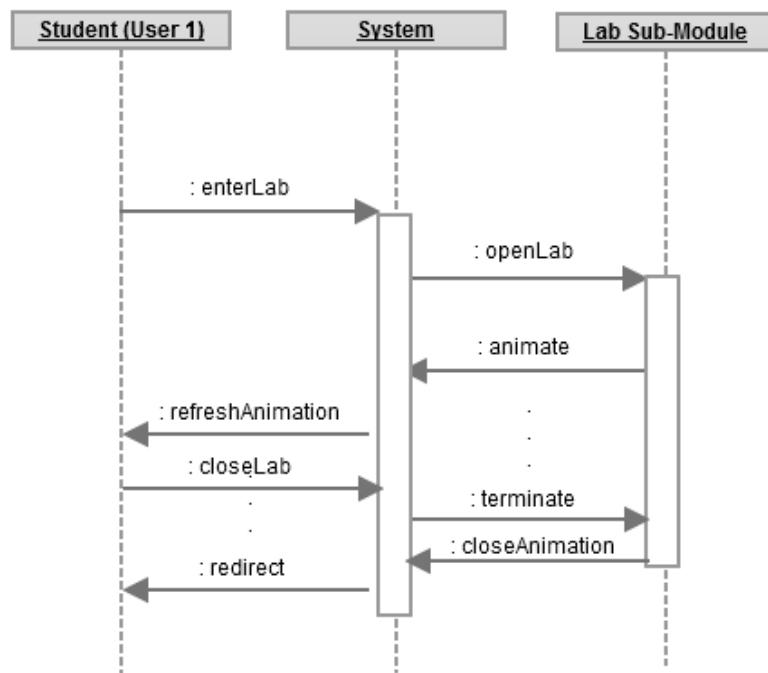 Student (User 1)
System
Lab Sub-Module
: enterLab
: openLab
: animate
: refreshAnimation
: closeLab
: terminate
: closeAnimation
: redirect